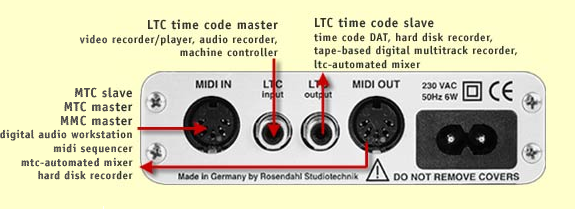 LTC time code master
video recorder/player, audio recorder,
machine controller
LTC time code slave
time code DAT, hard disk recorder,
tape-based digital multitrack recorder,
ltc-automated mixer
MTC slave
MTC master
MMC master
digital audio workstation
midi sequencer
mtc-automated mixer
hard disk recorder
MIDI IN
LTC
input
LTC
output
MIDI OUT
230 VAC
50Hz 6W
CE
Made in Germany by Rosendahl Studiotechnik
DO NOT REMOVE COVERS